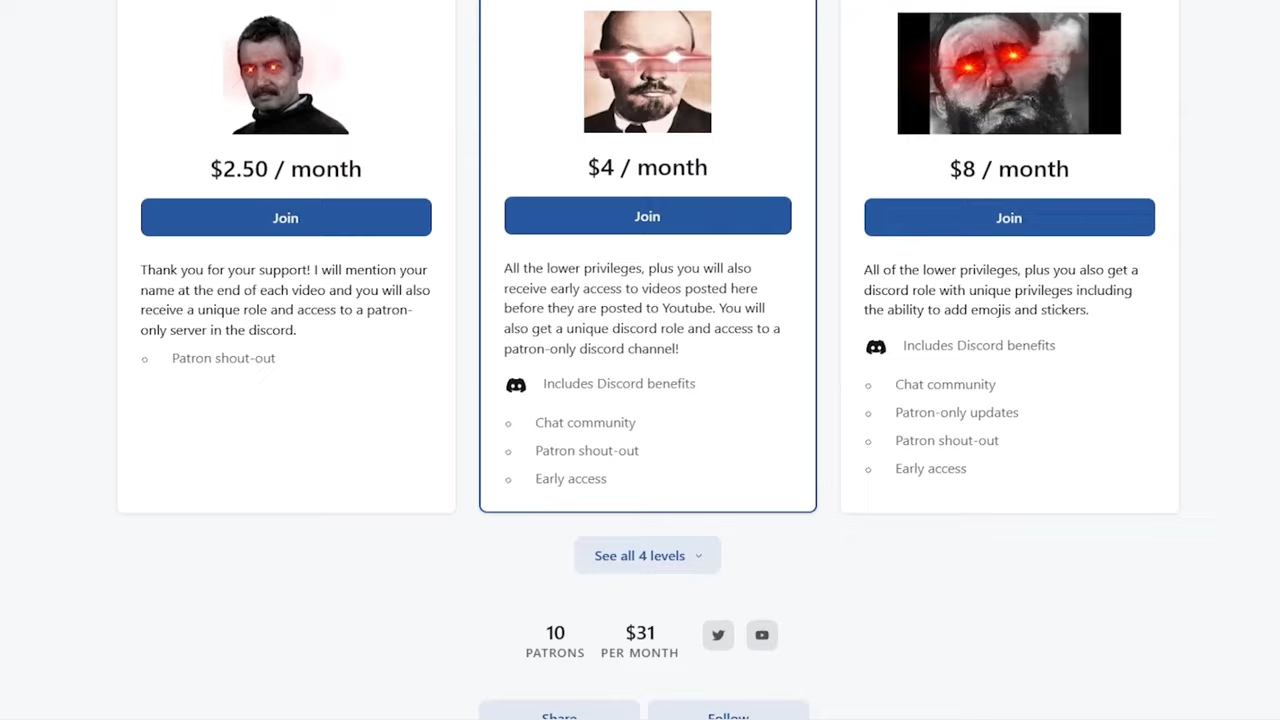 $2.50 / month
Join
Thank you for your support! I will mention your
name at the end of each video and you will also
receive a unique role and access to a patron-
only server in the discord.
Patron shout-out
$4 / month
Join
All the lower privileges, plus you will also
receive early access to videos posted here
before they are posted to Youtube. You will
also get a unique discord role and access to a
patron-only discord channel!
Includes Discord benefits
Chat community
Patron shout-out
Early access
$8 / month
Join
All of the lower privileges, plus you also get a
discord role with unique privileges including
the ability to add emojis and stickers.
Includes Discord benefits
Chat community
Patron-only updates
Patron shout-out
Early access
See all 4 levels
10
PATRONS
$31
PER MONTH
Share
Follow